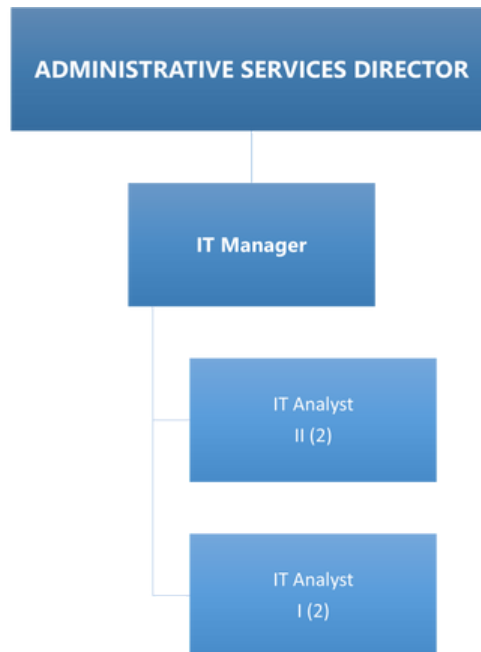 ADMINISTRATIVE SERVICES DIRECTOR
IT Manager
IT Analyst
II (2)
IT Analyst
I (2)